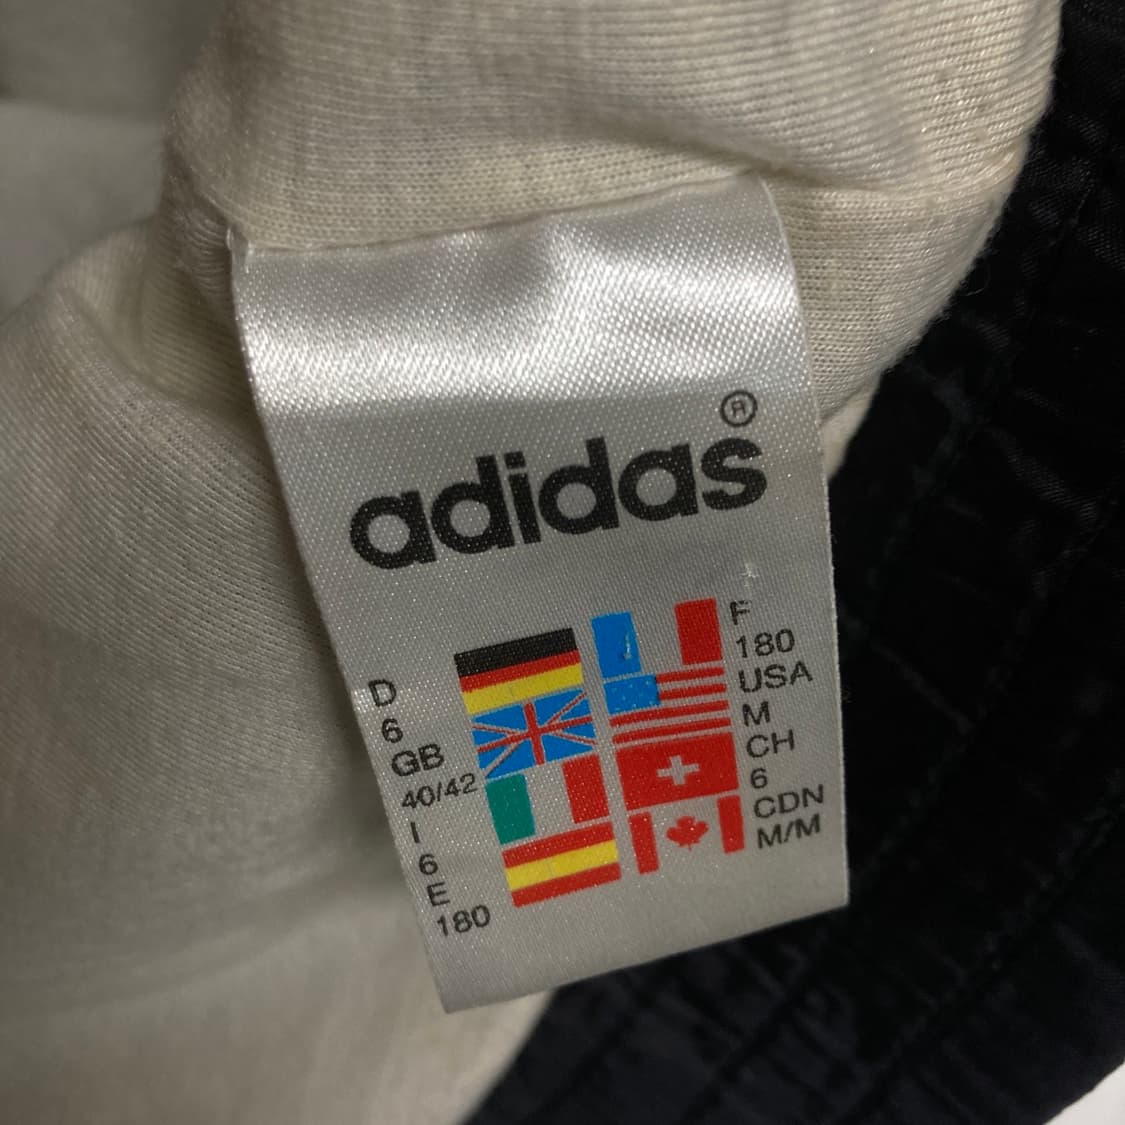 adidas®
D
6
GB
40/42
I
6
E
180
F
180
USA
M
CH
6
CDN
M/M